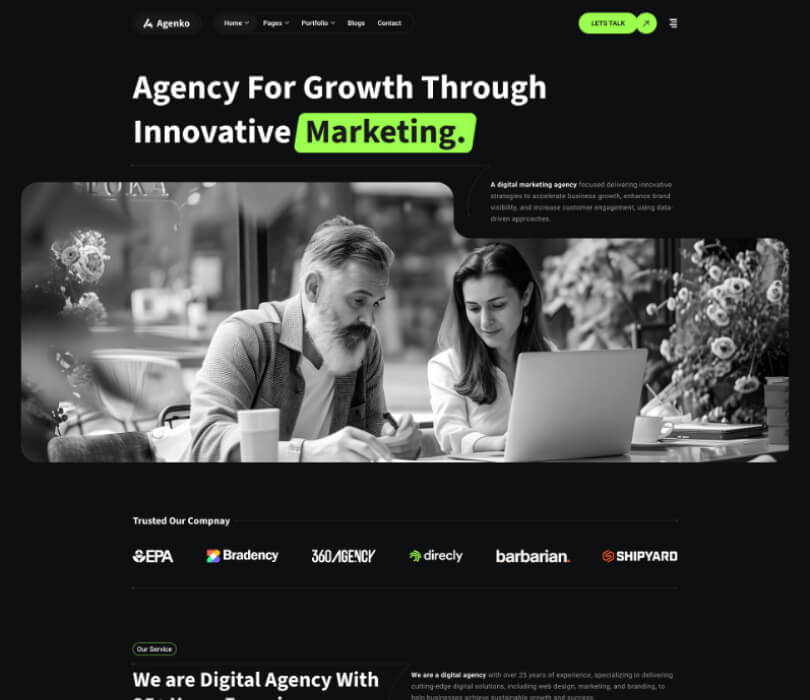 Agenko
Home Pages Portfolio Blogs Contact
LETS TALK
Agency For Growth Through
Innovative Marketing.
A digital marketing agency focused delivering innovative
strategies to accelerate business growth, enhance brand
visibility, and increase customer engagement, using data-
driven approaches.
Trusted Our Compnay
EPA Bradency 360AGENCY direcly barbarian. SHIPYARD
Our Service
We are Digital Agency With
We are a digital agency with over 25 years of experience, specializing in delivering
cutting-edge digital solutions, including web design, marketing, and branding, to
help businesses achieve sustainable growth and success.